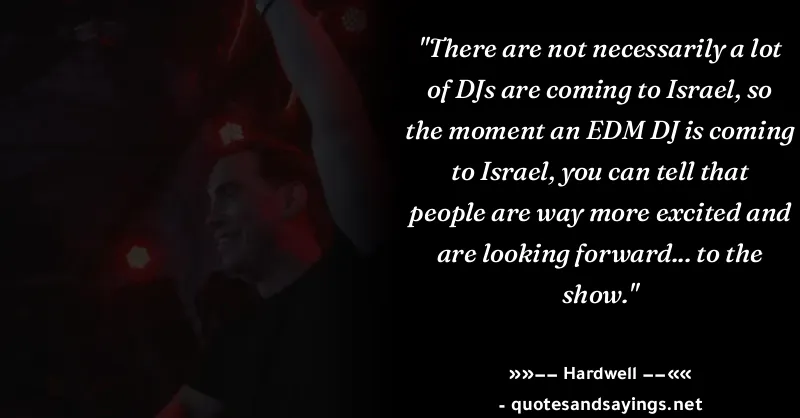 "There are not necessarily a lot
of DJs are coming to Israel, so
the moment an EDM DJ is coming
to Israel, you can tell that
people are way more excited and
are looking forward... to the
show."
»»–– Hardwell ––««
- quotesandsayings.net